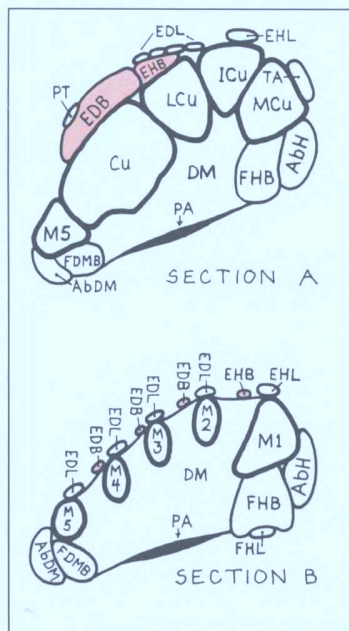 EDL
EHL
EHB
ICu
TA
PT
EDB
LCu
MCu
Cu
DM
FHB
AbH
PA
M5
FDMB
AbDM
SECTION A
EDL
EDB
EHB
EHL
EDL
EDB
M2
EDL
EDB
M3
M1
EDL
M4
DM
AbH
M5
FHB
PA
AbDM
FDMB
FHL
SECTION B